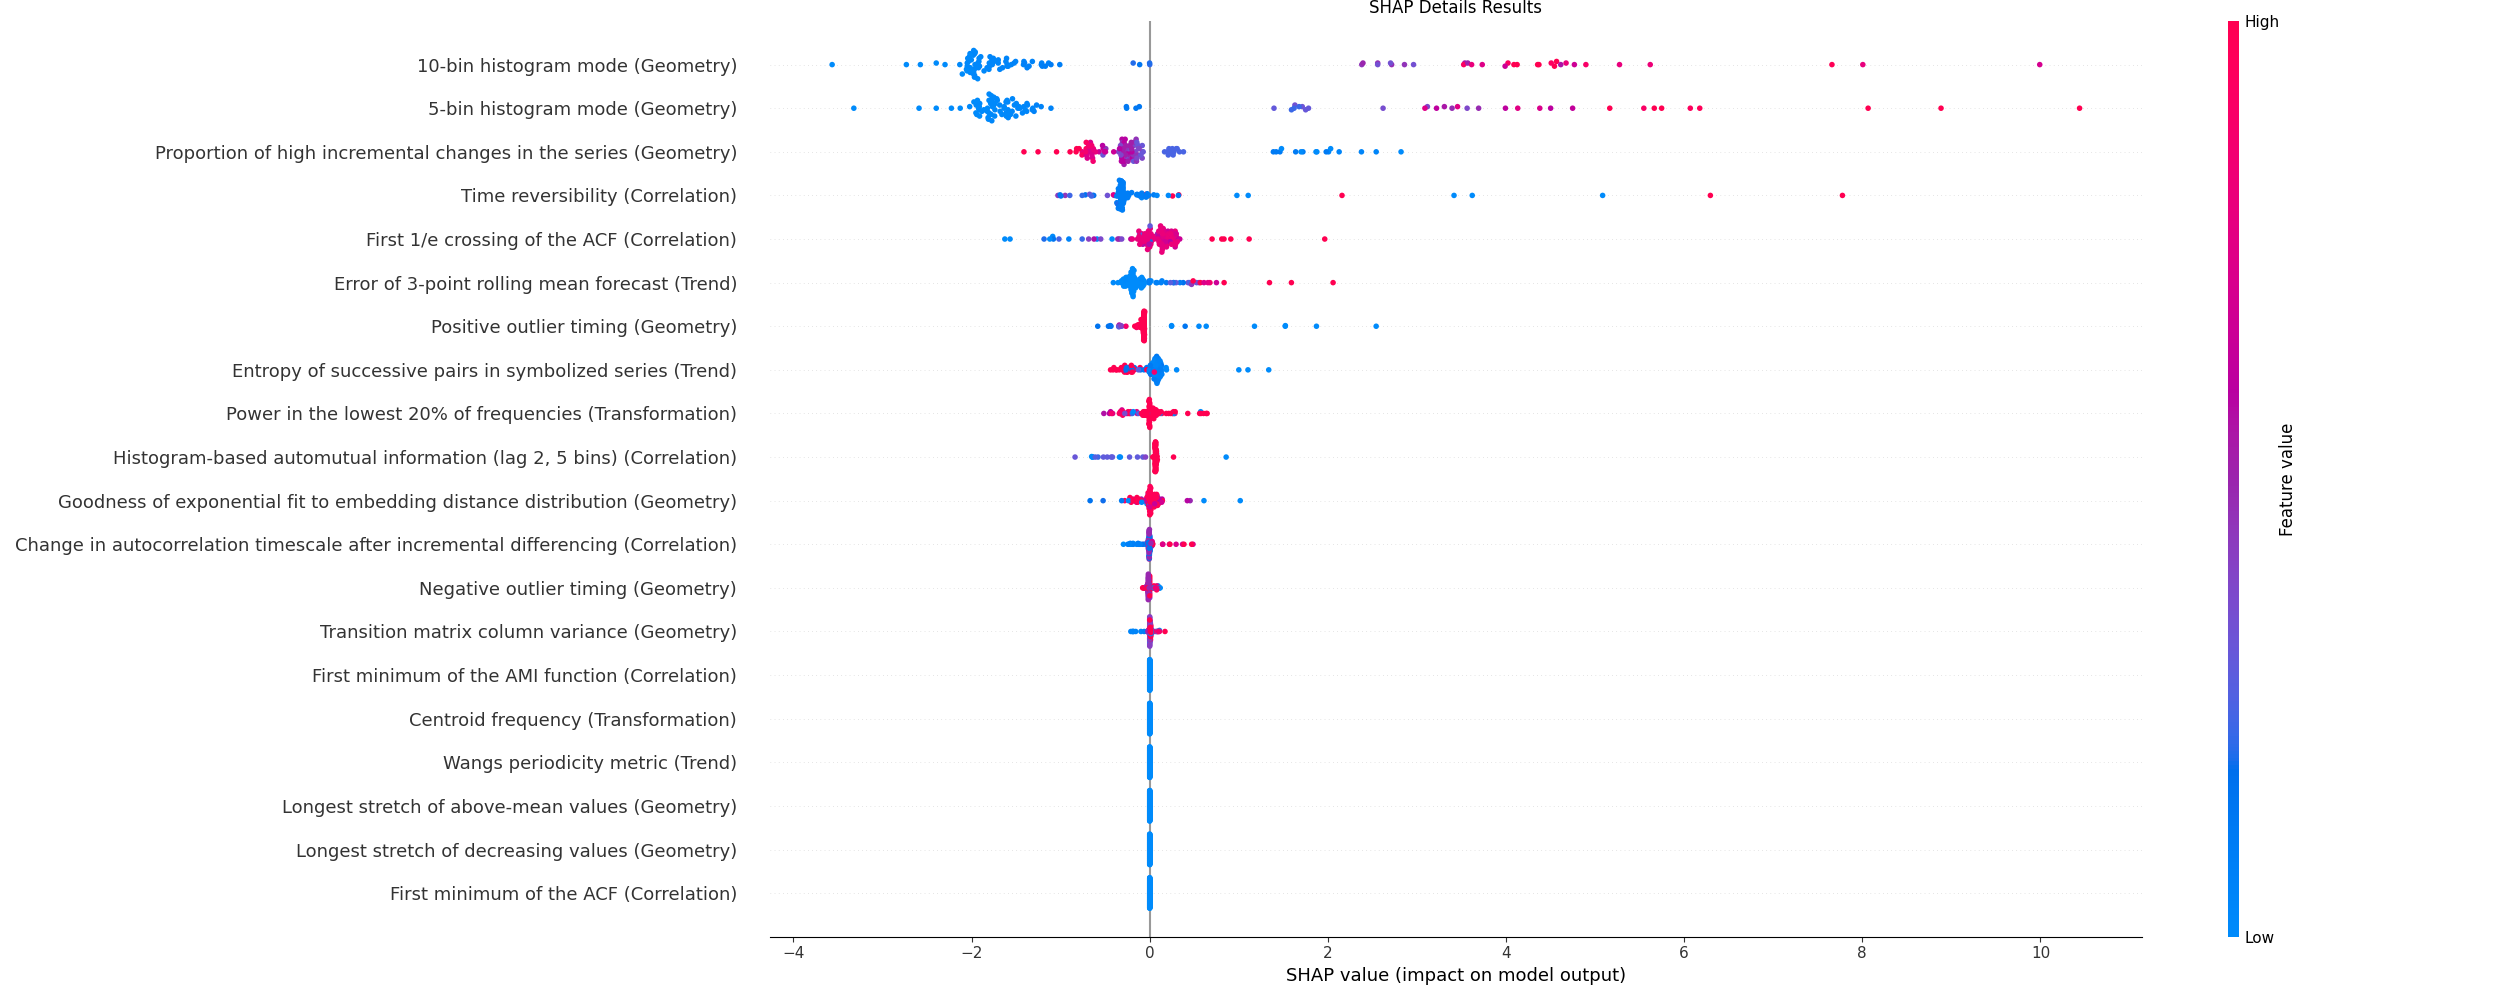 SHAP Details Results
High
10-bin histogram mode (Geometry)
5-bin histogram mode (Geometry)
Proportion of high incremental changes in the series (Geometry)
Time reversibility (Correlation)
First 1/e crossing of the ACF (Correlation)
Error of 3-point rolling mean forecast (Trend)
Positive outlier timing (Geometry)
Entropy of successive pairs in symbolized series (Trend)
Power in the lowest 20% of frequencies (Transformation)
Histogram-based automutual information (lag 2, 5 bins) (Correlation)
Goodness of exponential fit to embedding distance distribution (Geometry)
Change in autocorrelation timescale after incremental differencing (Correlation)
Negative outlier timing (Geometry)
Transition matrix column variance (Geometry)
First minimum of the AMI function (Correlation)
Centroid frequency (Transformation)
Wangs periodicity metric (Trend)
Longest stretch of above-mean values (Geometry)
Longest stretch of decreasing values (Geometry)
First minimum of the ACF (Correlation)
Feature value
Low
−4 −2 0 2 4 6 8 10
SHAP value (impact on model output)